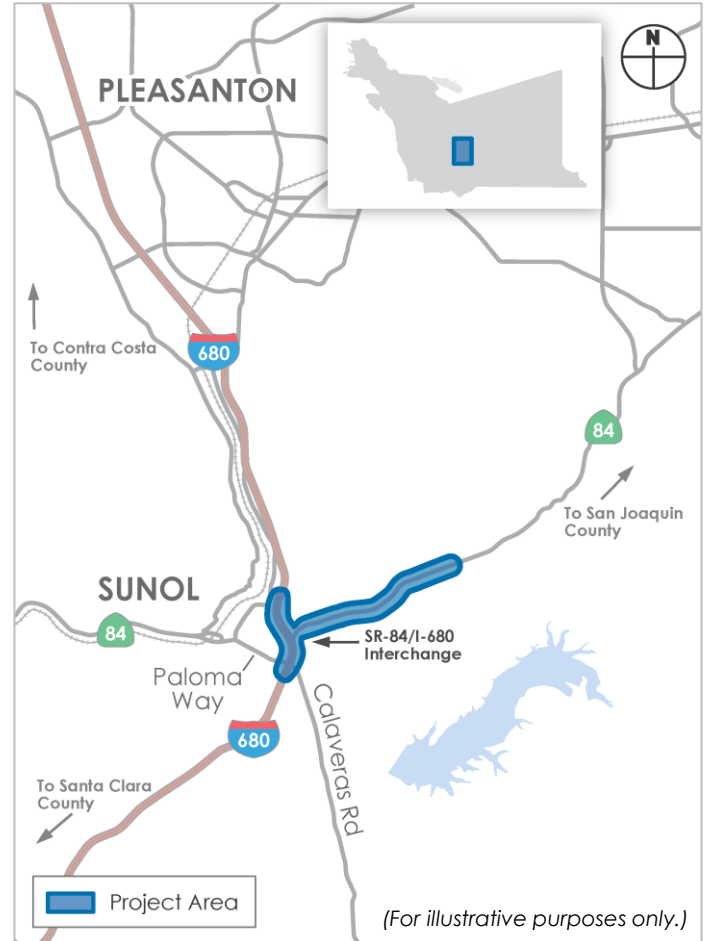 N
PLEASANTON
680
To Contra Costa
County
84
To San Joaquin
County
SUNOL
84
SR-84/I-680
Interchange
Paloma
Way
Calaveras Rd
680
To Santa Clara
County
Project Area
(For illustrative purposes only.)